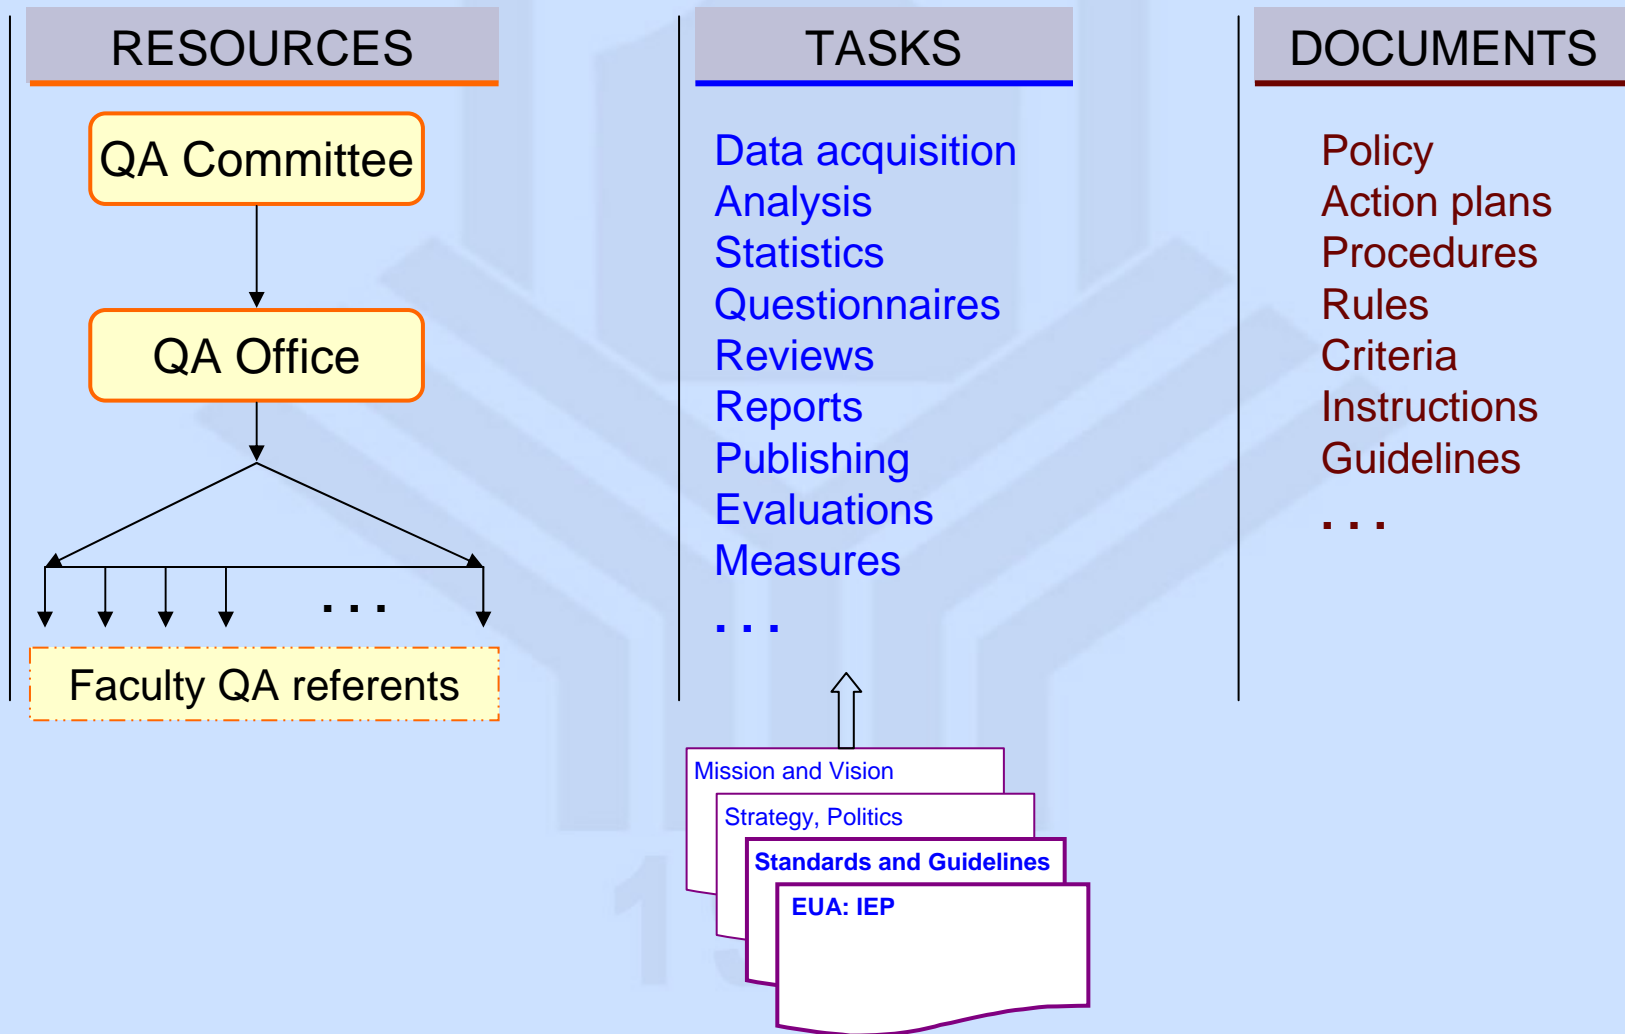 RESOURCES
QA Committee
QA Office
. . .
Faculty QA referents
TASKS
Data acquisition
Analysis
Statistics
Questionnaires
Reviews
Reports
Publishing
Evaluations
Measures
. . .
Mission and Vision
Strategy, Politics
Standards and Guidelines
EUA: IEP
DOCUMENTS
Policy
Action plans
Procedures
Rules
Criteria
Instructions
Guidelines
. . .